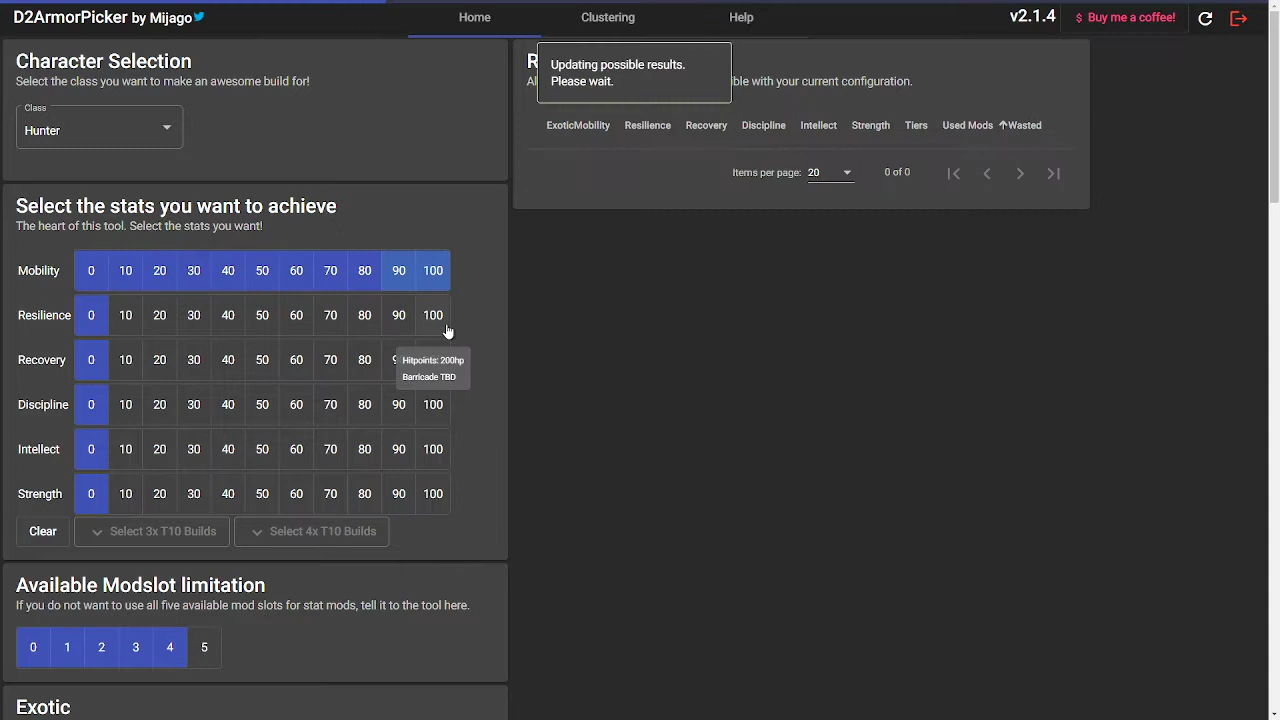 D2ArmorPicker by Mijago
Home
Clustering
Help
v2.1.4
$ Buy me a coffee!
Character Selection
Select the class you want to make an awesome build for!
Class
Hunter
Updating possible results.
Please wait.
ble with your current configuration.
ExoticMobility Resilience Recovery Discipline Intellect Strength Tiers Used Mods Wasted
Items per page: 20 0 of 0
Select the stats you want to achieve
The heart of this tool. Select the stats you want!
Mobility 0 10 20 30 40 50 60 70 80 90 100
Resilience 0 10 20 30 40 50 60 70 80 90 100
Recovery 0 10 20 30 40 50 60 70 80
Hitpoints: 200hp
Barricade TBD
Discipline 0 10 20 30 40 50 60 70 80 90 100
Intellect 0 10 20 30 40 50 60 70 80 90 100
Strength 0 10 20 30 40 50 60 70 80 90 100
Clear
Select 3x T10 Builds
Select 4x T10 Builds
Available Modslot limitation
If you do not want to use all five available mod slots for stat mods, tell it to the tool here.
0 1 2 3 4 5
Exotic